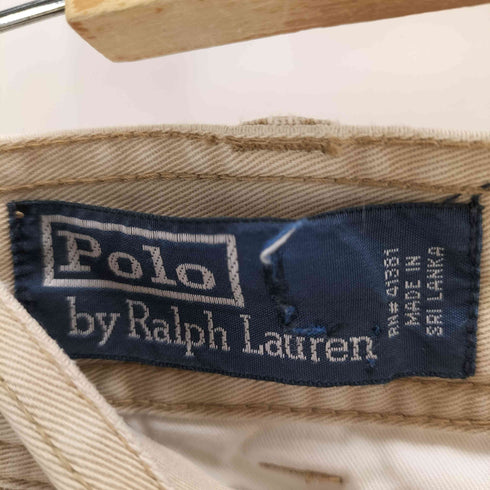 Polo
by Ralph Lauren
RN# 41381
MADE IN
SRI LANKA